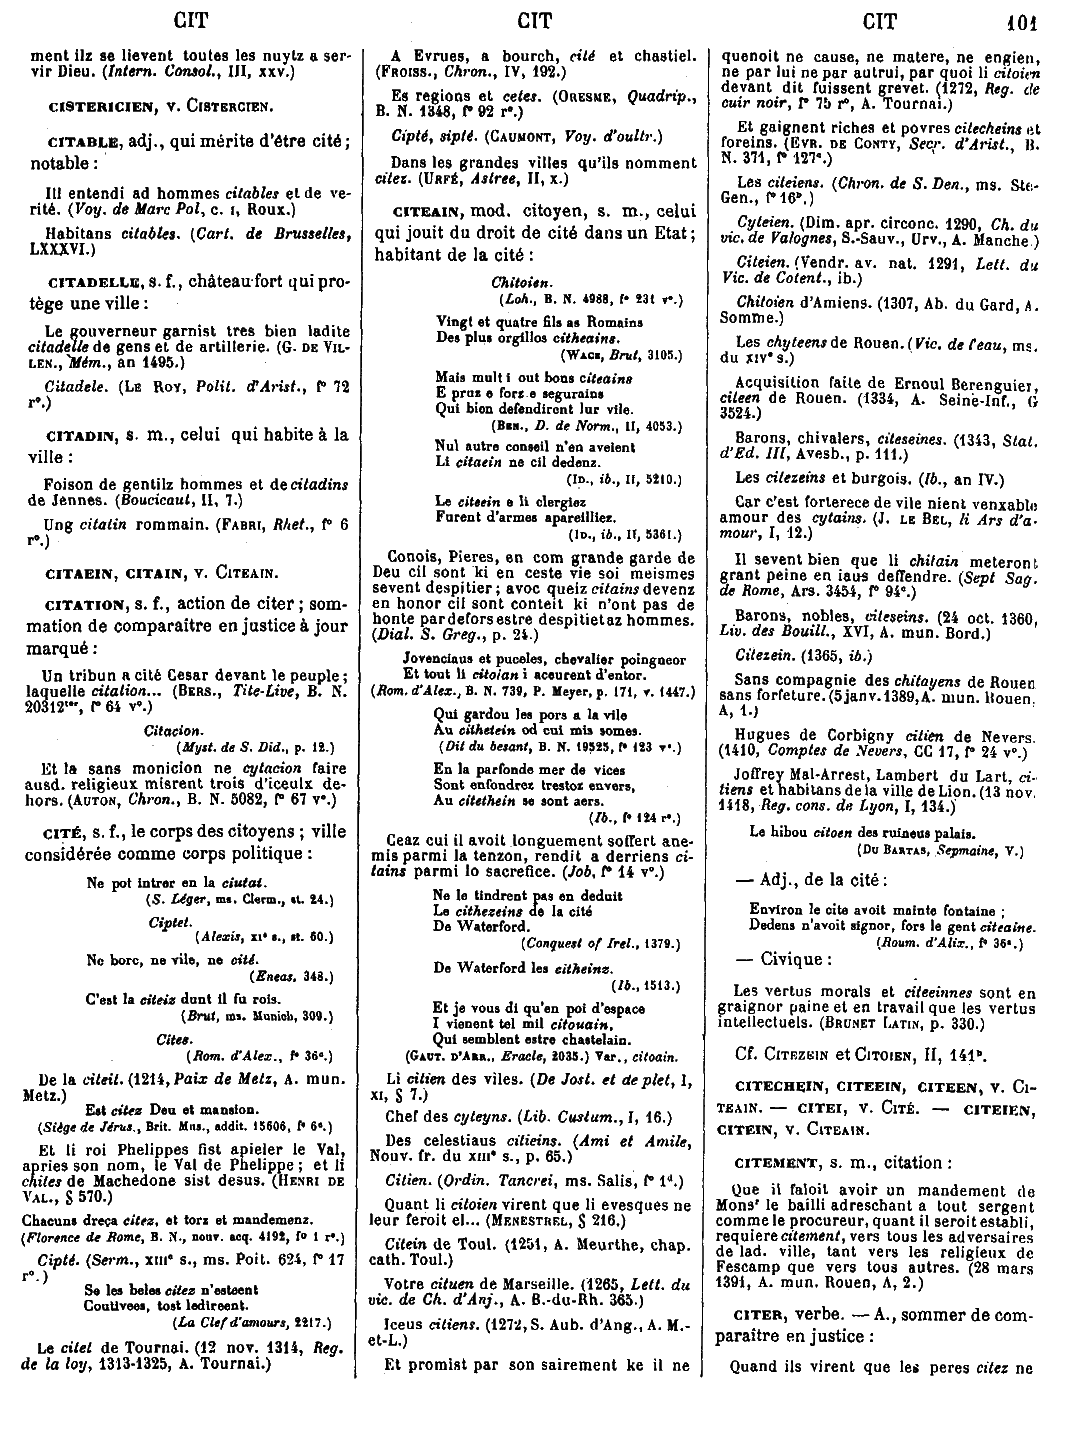 CIT CIT CIT 101
ment ilz se lievent toutes les nuytz a ser-
vir Dieu. (Intern. Consol., III, xxv.)
CISTERICIEN, v. CISTERCIEN.
CITABLE, adj., qui mérite d'être cité;
notable :
Ill entendi ad hommes citables et de ve-
rité. (Voy. de Marc Pol, c. I, Roux.)
Habitans citables. (Cart. de Brusselles,
LXXXVI.)
CITADELLE, s. f., château fort qui pro-
tège une ville :
Le gouverneur garnist tres bien ladite
citadelle de gens et de artillerie. (G. DE VIL-
LEN., Mém., an 1495.)
Citadele. (LE ROY, Polit. d'Arist., f° 72
r°.)
CITADIN, s. m., celui qui habite à la
ville :
Foison de gentilz hommes et de citadins
de Jennes. (Boucicaut, II, 7.)
Ung citatin rommain. (FABRI, Rhet., f° 6
r°.)
CITAEIN, CITAIN, v. CITEAIN.
CITATION, s. f., action de citer ; som-
mation de comparaître en justice à jour
marqué :
Un tribun a cité Cesar devant le peuple ;
laquelle citation... (BERS., Tite-Live, B. N.
20312ter, f° 64 v°.)
Citacion.
(Myst. de S. Did., p. 12.)
Et la sans monicion ne cytacion faire
ausd. religieux misrent trois d'iceulx de-
hors. (AUTON, Chron., B. N. 5082, f° 67 v°.)
CITÉ, s. f., le corps des citoyens ; ville
considérée comme corps politique :
Ne pot intrer en la ciutat.
(S. Léger, ms. Clerm., st. 24.)
Ciptet.
(Alexis, XIe s., st. 60.)
Ne borc, ne vile, ne cité.
(Eneas, 348.)
C'est la citeiz dunt il fu rois.
(Brut, ms. Munich, 309.)
Cites.
(Rom. d'Alex., f° 36a.)
De la citeit. (1214, Paix de Metz, A. mun.
Metz.)
Est citez Deu et mansion.
(Siège de Jérus., Brit. Mus., addit. 15606, f° 6a.)
Et li roi Phelippes fist apieler le Val,
apries son nom, le Val de Phelippe ; et li
chites de Machedone sist desus. (HENRI DE
VAL., § 570.)
Chacuns dreça citez, et torz et mandemenz.
(Florence de Rome, B. N., nouv. acq. 4192, fo 1 r°.)
Cipté. (Serm., XIIIe s., ms. Poit. 624, f° 17
r°.)
Se les beles citez n'esteent
Coutivees, tost lediroent.
(La Clef d'amours, 2217.)
Le citet de Tournai. (12 nov. 1314, Reg.
de la loy, 1313-1325, A. Tournai.)
A Evrues, a bourch, cité et chastiel.
(FROISS., Chron., IV, 192.)
Es regions et cetes. (ORESME, Quadrip.,
B. N. 1348, f° 92 r°.)
Cipté, sipté. (CAUMONT, Voy. d'oultr.)
Dans les grandes villes qu'ils nomment
citez. (URFÉ, Astree, II, x.)
CITEAIN, mod. citoyen, s. m., celui
qui jouit du droit de cité dans un Etat ;
habitant de la cité :
Chitoien.
(Loh., B. N. 4988, f° 231 v°.)
Vingt et quatre fils as Romains
Des plus orgillos citheains.
(WACE, Brut, 3105.)
Mais mult i out bons citeains
E pruz e forz e segurains
Qui bien defendirent lur vile.
(BEN., D. de Norm., II, 4053.)
Nul autre conseil n'en aveient
Li citaein ne cil dedenz.
(ID., ib., II, 5210.)
Le citeein e li clergiez
Furent d'armes apareilliez.
(ID., ib., II, 5361.)
Conois, Pieres, en com grande garde de
Deu cil sont ki en ceste vie soi meismes
sevent despitier ; avoc queiz citains devenz
en honor cil sont conteit ki n'ont pas de
honte par defors estre despitiet az hommes.
(Dial. S. Greg., p. 24.)
Jovenciaus et puceles, chevalier poingneor
Et tout li citoian i aceurent d'entor.
(Rom. d'Alex., B. N. 739, P. Meyer, p. 171, v. 1447.)
Qui gardou les pors a la vile
Au cithetein od cui mis somes.
(Dit du besant, B. N. 19525, f° 123 v°.)
En la parfonde mer de vices
Sont enfondrez trestoz envers,
Au citethein se sont aers.
(Ib., f° 124 r°.)
Ceaz cui il avoit longuement soffert ane-
mis parmi la tenzon, rendit a derriens ci-
tains parmi lo sacrefice. (Job, f° 14 v°.)
Ne le tindrent pas en deduit
Le cithezeins de la cité
De Waterford.
(Conquest of Irel., 1379.)
De Waterford les citheinz.
(Ib., 1513.)
Et je vous di qu'en poi d'espace
I vienent tel mil citouain,
Qui semblent estre chastelain.
(GAUT. D'ARR., Eracle, 2035.) Var., citoain.
Li citien des viles. (De Jost. et de plet, I,
XI, § 7.)
Chef des cyteyns. (Lib. Custum., I, 16.)
Des celestiaus citieins. (Ami et Amile,
Nouv. fr. du XIIIe s., p. 65.)
Citien. (Ordin. Tancrei, ms. Salis, f° 1d.)
Quant li citoien virent que li evesques ne
leur feroit el... (MENESTREL, § 216.)
Citein de Toul. (1251, A. Meurthe, chap.
cath. Toul.)
Votre cituen de Marseille. (1265, Lett. du
vic. de Ch. d'Anj., A. B.-du-Rh. 365.)
Iceus citiens. (1272, S. Aub. d'Ang., A. M.-
et-L.)
Et promist par son sairement ke il ne
quenoit ne cause, ne matere, ne engien,
ne par lui ne par autrui, par quoi li citoien
devant dit fuissent grevet. (1272, Reg. de
cuir noir, f° 75 r°, A. Tournai.)
Et gaignent riches et povres citecheins et
foreins. (EVR. DE CONTY, Secr. d'Arist., B.
N. 371, f° 127a.)
Les citeiens. (Chron. de S. Den., ms. Ste-
Gen., f° 16b.)
Cyteien. (Dim. apr. circonc. 1290, Ch. du
vic. de Valognes, S.-Sauv., Urv., A. Manche.)
Citeien. (Vendr. av. nat. 1291, Lett. du
Vic. de Cotent., ib.)
Chitoien d'Amiens. (1307, Ab. du Gard, A.
Somme.)
Les chyteens de Rouen. (Vic. de l'eau, ms.
du XIVe s.)
Acquisition faite de Ernoul Berenguier,
citeen de Rouen. (1334, A. Seine-Inf., G
3524.)
Barons, chivalers, citeseines. (1343, Stat.
d'Ed. III, Avesb., p. 111.)
Les citezeins et burgois. (Ib., an IV.)
Car c'est forterece de vile nient venxable
amour des cytains. (J. LE BEL, li Ars d'a-
mour, I, 12.)
Il sevent bien que li chitain meteront
grant peine en iaus deffendre. (Sept Sag.
de Rome, Ars. 3454, f° 94c.)
Barons, nobles, citeseins. (24 oct. 1360,
Liv. des Bouill., XVI, A. mun. Bord.)
Citezein. (1365, ib.)
Sans compagnie des chitayens de Rouen
sans forfeture. (5 janv. 1389, A. mun. Rouen,
A, 1.)
Hugues de Corbigny citien de Nevers.
(1410, Comptes de Nevers, CC 17, f° 24 v°.)
Joffrey Mal-Arrest, Lambert du Lart, ci-
tiens et habitans de la ville de Lion. (13 nov.
1418, Reg. cons. de Lyon, I, 134.)
Le hibou citoen des ruineus palais.
(DU BARTAS, Sepmaine, V.)
— Adj., de la cité :
Environ le cite avoit mainte fontaine ;
Dedens n'avoit signor, fors le gent citeaine.
(Roum. d'Alix., f° 36a.)
— Civique :
Les vertus morals et citeeinnes sont en
graignor paine et en travail que les vertus
intellectuels. (BRUNET LATIN, p. 330.)
Cf. CITEZEIN et CITOIEN, II, 141b.
CITECHEIN, CITEEIN, CITEEN, v. CI-
TEAIN. — CITEI, v. CITÉ. — CITEIEN,
CITEIN, v. CITEAIN.
CITEMENT, s. m., citation :
Que il faloit avoir un mandement de
Monsr le bailli adreschant a tout sergent
comme le procureur, quant il seroit establi,
requiere citement, vers tous les adversaires
de lad. ville, tant vers les religieux de
Fescamp que vers tous autres. (28 mars
1391, A. mun. Rouen, A, 2.)
CITER, verbe. — A., sommer de com-
paraître en justice :
Quand ils virent que les peres citez ne